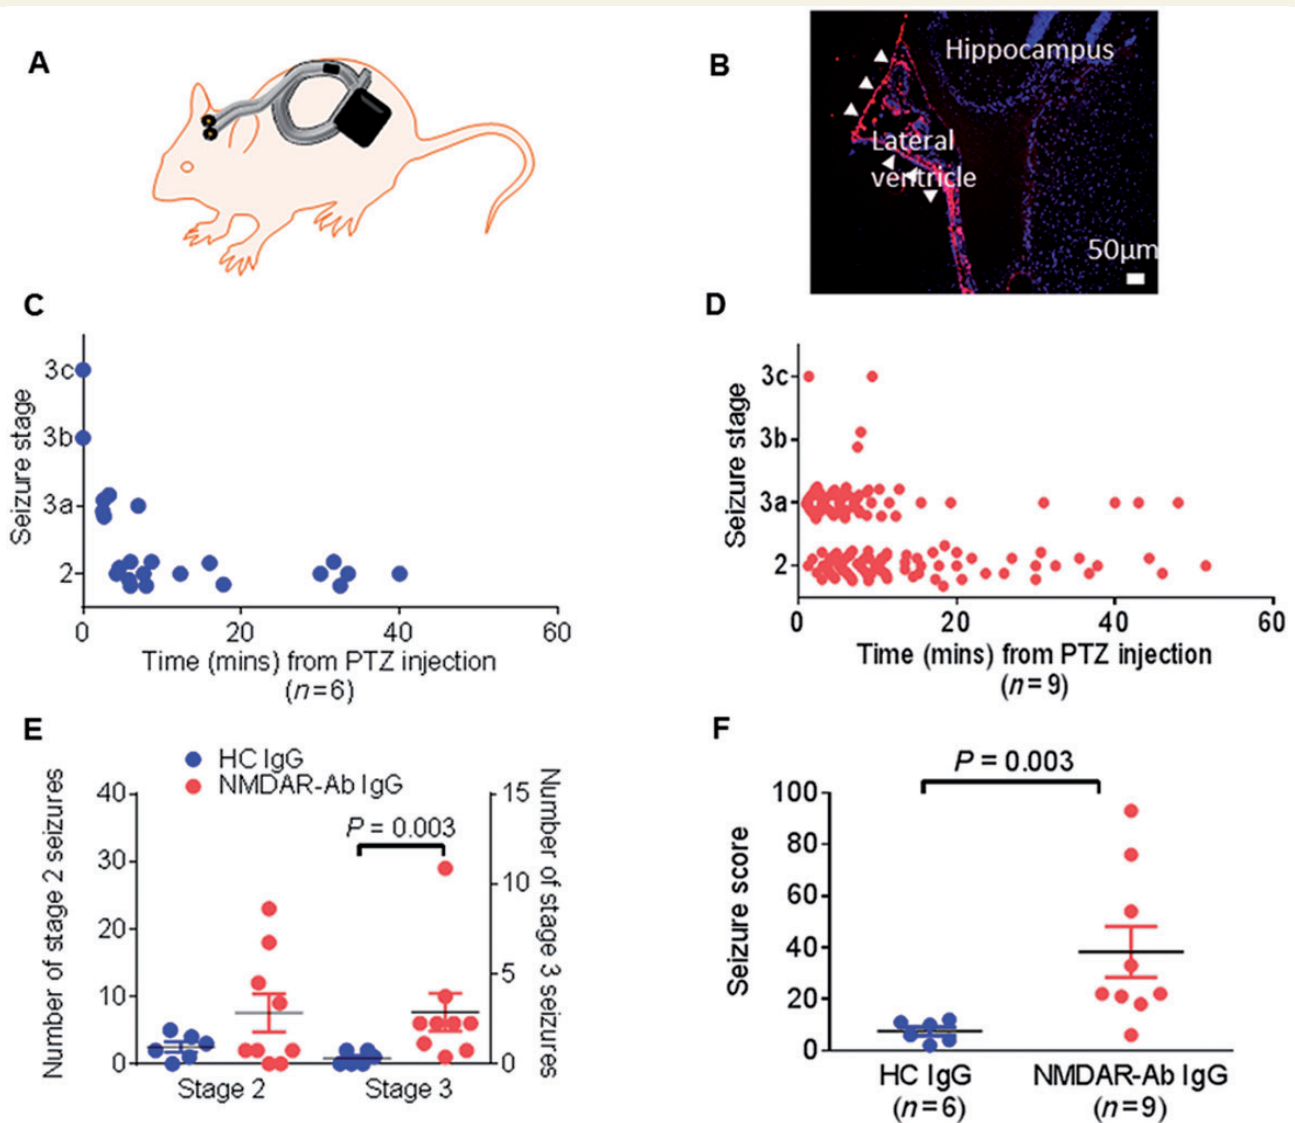 A
B
Hippocampus
Lateral
ventricle
50µm
C
Seizure stage
3c
3b
3a
2
0 20 40 60
Time (mins) from PTZ injection
(n=6)
D
Seizure stage
3c
3b
3a
2
0 20 40 60
Time (mins) from PTZ injection
(n=9)
E
HC IgG
NMDAR-Ab IgG
Number of stage 2 seizures
40
30
20
10
0
P = 0.003
15
10
5
0
Number of stage 3 seizures
Stage 2 Stage 3
F
P = 0.003
Seizure score
100
80
60
40
20
0
HC IgG NMDAR-Ab IgG
(n=6) (n=9)